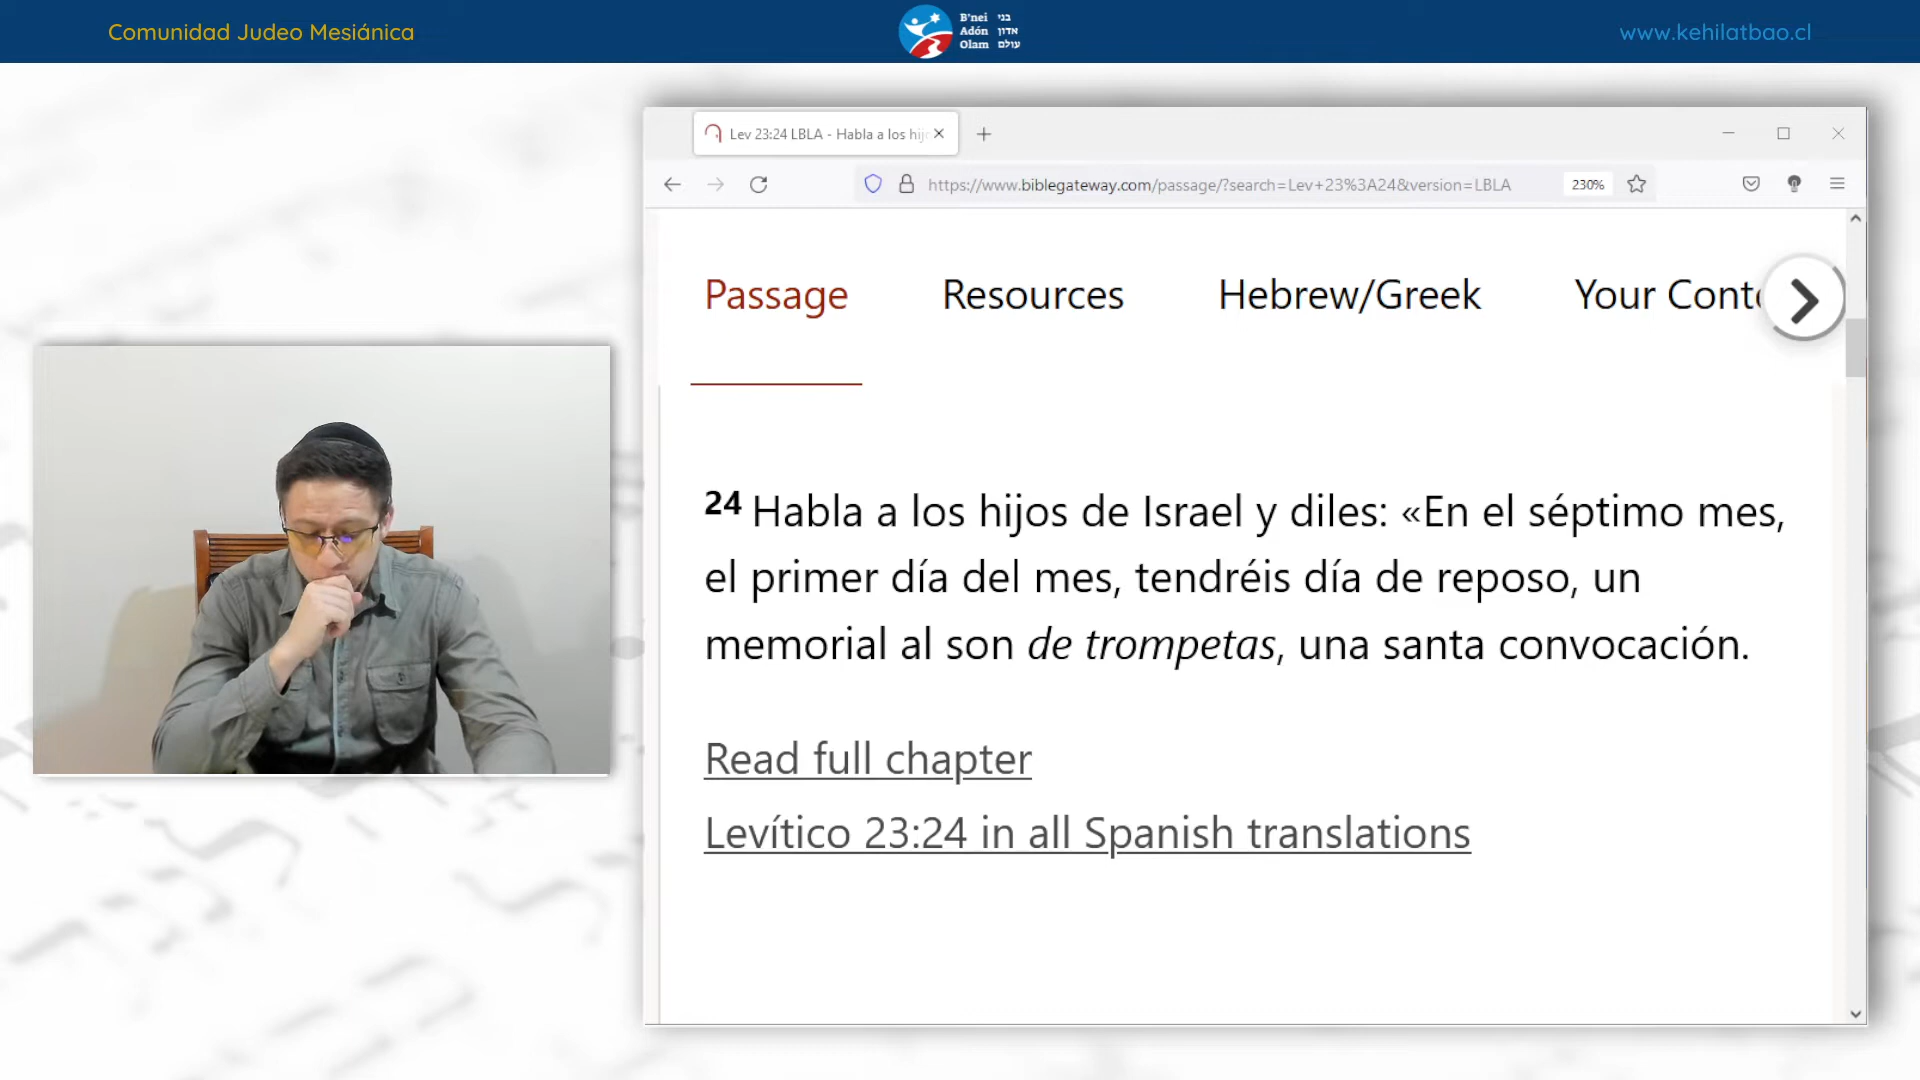 Comunidad Judeo Mesiánica
B'nei בני
Adón אדון
Olam עולם
www.kehilatbao.cl
Lev 23:24 LBLA - Habla a los hij
https://www.biblegateway.com/passage/?search=Lev+23%3A24&version=LBLA
230%
Passage Resources Hebrew/Greek Your Conte
24 Habla a los hijos de Israel y diles: «En el séptimo mes,
el primer día del mes, tendréis día de reposo, un
memorial al son de trompetas, una santa convocación.
Read full chapter
Levítico 23:24 in all Spanish translations